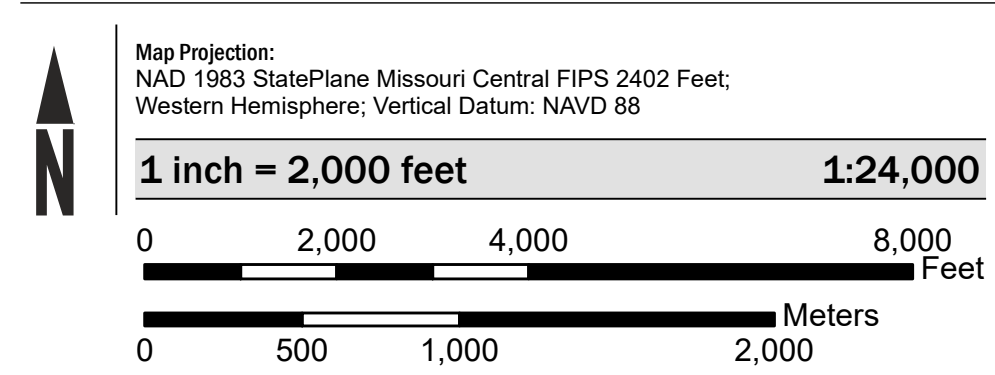 N
Map Projection:
NAD 1983 StatePlane Missouri Central FIPS 2402 Feet;
Western Hemisphere; Vertical Datum: NAVD 88
1 inch = 2,000 feet 1:24,000
0 2,000 4,000 8,000
Feet
Meters
0 500 1,000 2,000